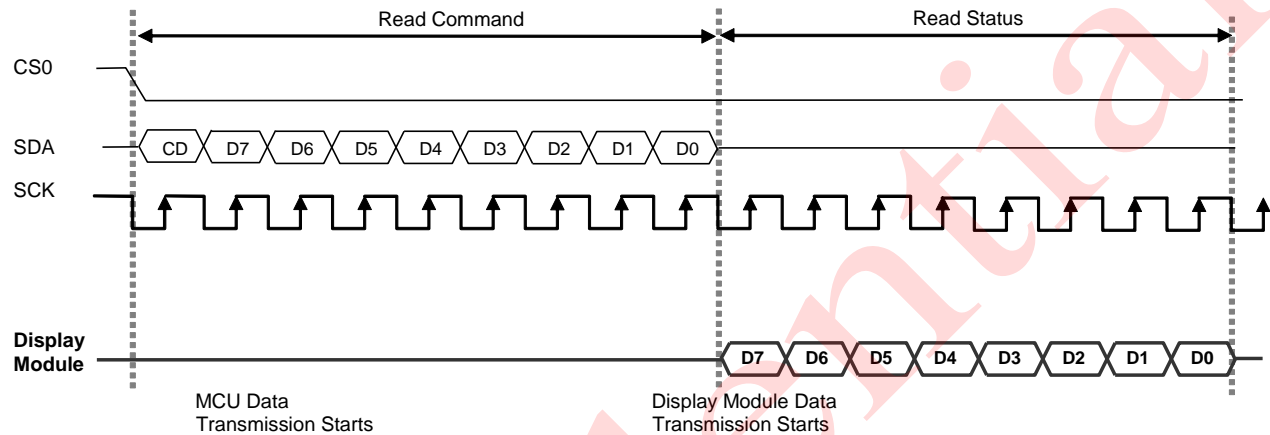 Read Command Read Status
CS0
SDA CD D7 D6 D5 D4 D3 D2 D1 D0
SCK
Display
Module
D7 D6 D5 D4 D3 D2 D1 D0
MCU Data
Transmission Starts
Display Module Data
Transmission Starts